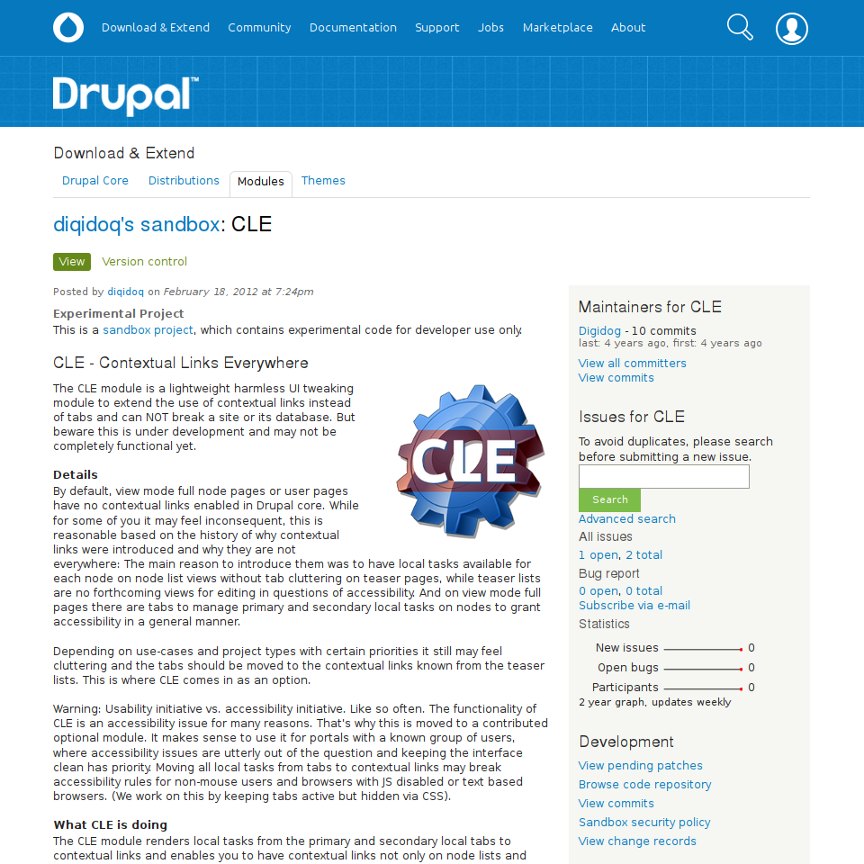 Download & Extend Community Documentation Support Jobs Marketplace About
Drupal™
Download & Extend
Drupal Core Distributions Modules Themes
diqidoq's sandbox: CLE
View Version control
Posted by diqidoq on February 18, 2012 at 7:24pm
Experimental Project
This is a sandbox project, which contains experimental code for developer use only.
CLE - Contextual Links Everywhere
The CLE module is a lightweight harmless UI tweaking
module to extend the use of contextual links instead
of tabs and can NOT break a site or its database. But
beware this is under development and may not be
completely functional yet.
CLE
Details
By default, view mode full node pages or user pages
have no contextual links enabled in Drupal core. While
for some of you it may feel inconsequent, this is
reasonable based on the history of why contextual
links were introduced and why they are not
everywhere: The main reason to introduce them was to have local tasks available for
each node on node list views without tab cluttering on teaser pages, while teaser lists
are no forthcoming views for editing in questions of accessibility. And on view mode full
pages there are tabs to manage primary and secondary local tasks on nodes to grant
accessibility in a general manner.
Depending on use-cases and project types with certain priorities it still may feel
cluttering and the tabs should be moved to the contextual links known from the teaser
lists. This is where CLE comes in as an option.
Warning: Usability initiative vs. accessibility initiative. Like so often. The functionality of
CLE is an accessibility issue for many reasons. That's why this is moved to a contributed
optional module. It makes sense to use it for portals with a known group of users,
where accessibility issues are utterly out of the question and keeping the interface
clean has priority. Moving all local tasks from tabs to contextual links may break
accessibility rules for non-mouse users and browsers with JS disabled or text based
browsers. (We work on this by keeping tabs active but hidden via CSS).
What CLE is doing
The CLE module renders local tasks from the primary and secondary local tabs to
contextual links and enables you to have contextual links not only on node lists and
Maintainers for CLE
Digidog - 10 commits
last: 4 years ago, first: 4 years ago
View all committers
View commits
Issues for CLE
To avoid duplicates, please search
before submitting a new issue.
Search
Advanced search
All issues
1 open, 2 total
Bug report
0 open, 0 total
Subscribe via e-mail
Statistics
New issues 0
Open bugs 0
Participants 0
2 year graph, updates weekly
Development
View pending patches
Browse code repository
View commits
Sandbox security policy
View change records